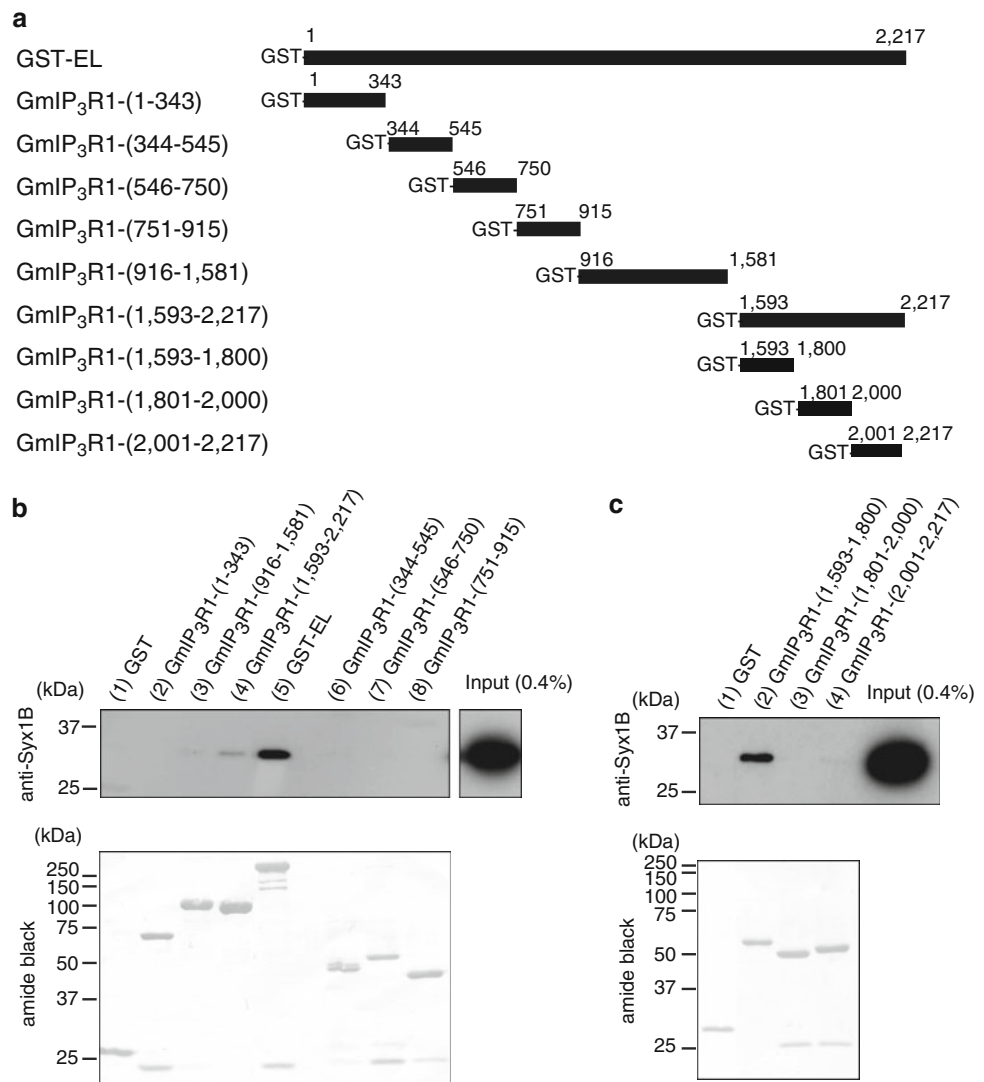 a
GST-EL
GST
1
2,217
GmIP₃R1-(1-343)
GST
1
343
GmIP₃R1-(344-545)
GST
344
545
GmIP₃R1-(546-750)
GST
546
750
GmIP₃R1-(751-915)
GST
751
915
GmIP₃R1-(916-1,581)
GST
916
1,581
GmIP₃R1-(1,593-2,217)
GST
1,593
2,217
GmIP₃R1-(1,593-1,800)
GST
1,593
1,800
GmIP₃R1-(1,801-2,000)
GST
1,801
2,000
GmIP₃R1-(2,001-2,217)
GST
2,001
2,217
b
(1) GST
(2) GmIP₃R1-(1-343)
(3) GmIP₃R1-(916-1,581)
(4) GmIP₃R1-(1,593-2,217)
(5) GST-EL
(6) GmIP₃R1-(344-545)
(7) GmIP₃R1-(546-750)
(8) GmIP₃R1-(751-915)
Input (0.4%)
(kDa)
anti-Syx1B
37
25
(kDa)
amide black
250
150
100
75
50
37
25
c
(1) GST
(2) GmIP₃R1-(1,593-1,800)
(3) GmIP₃R1-(1,801-2,000)
(4) GmIP₃R1-(2,001-2,217)
Input (0.4%)
(kDa)
anti-Syx1B
37
25
(kDa)
amide black
250
150
100
75
50
37
25